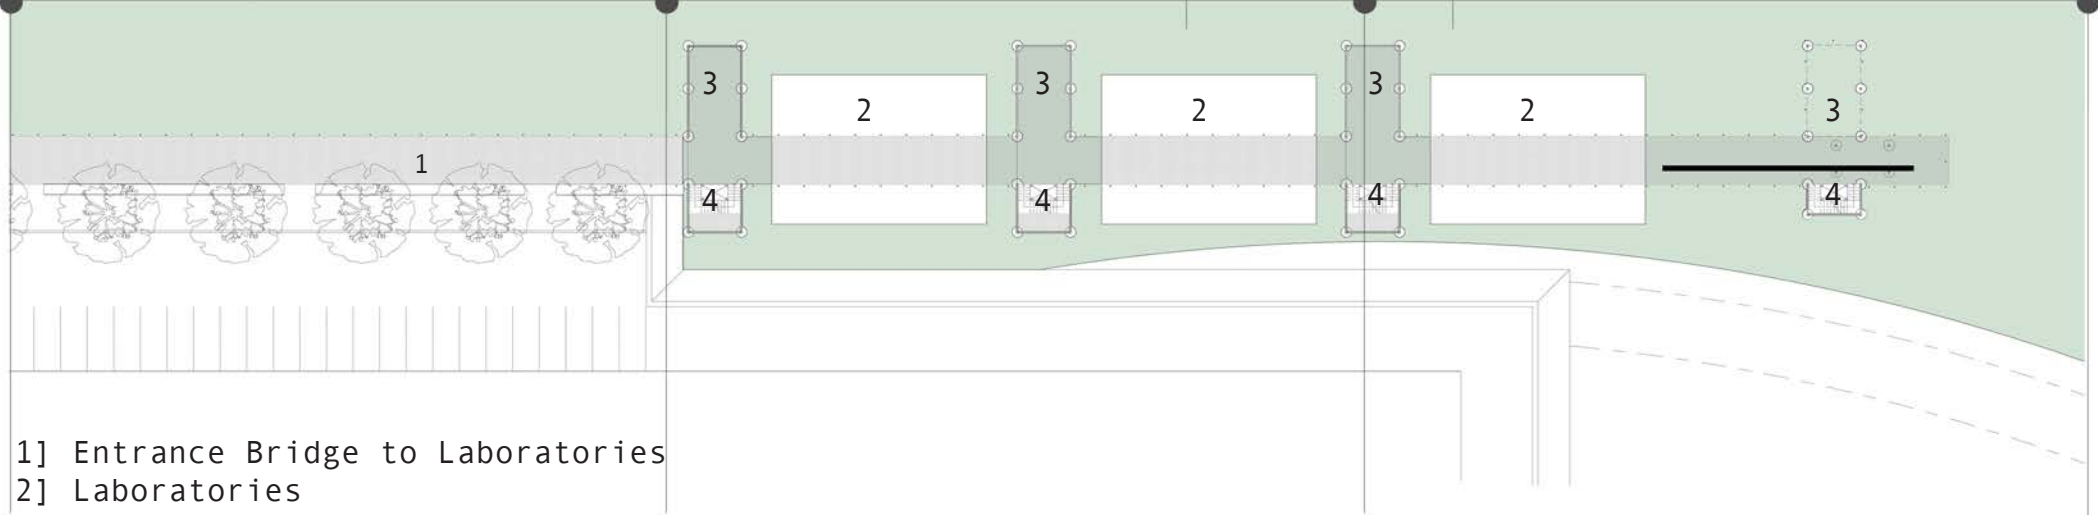 3 3 3
2 2 2 3
1
4 4 4 4
1] Entrance Bridge to Laboratories
2] Laboratories